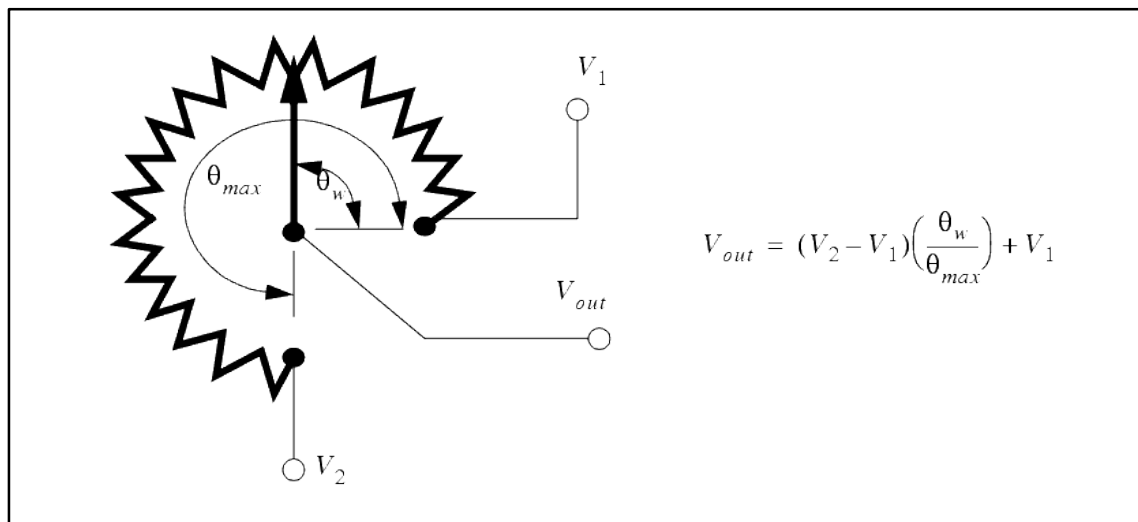 V₁
θmax
θw
Vout
V₂
Vout = (V₂ – V₁)(θw/θmax) + V₁